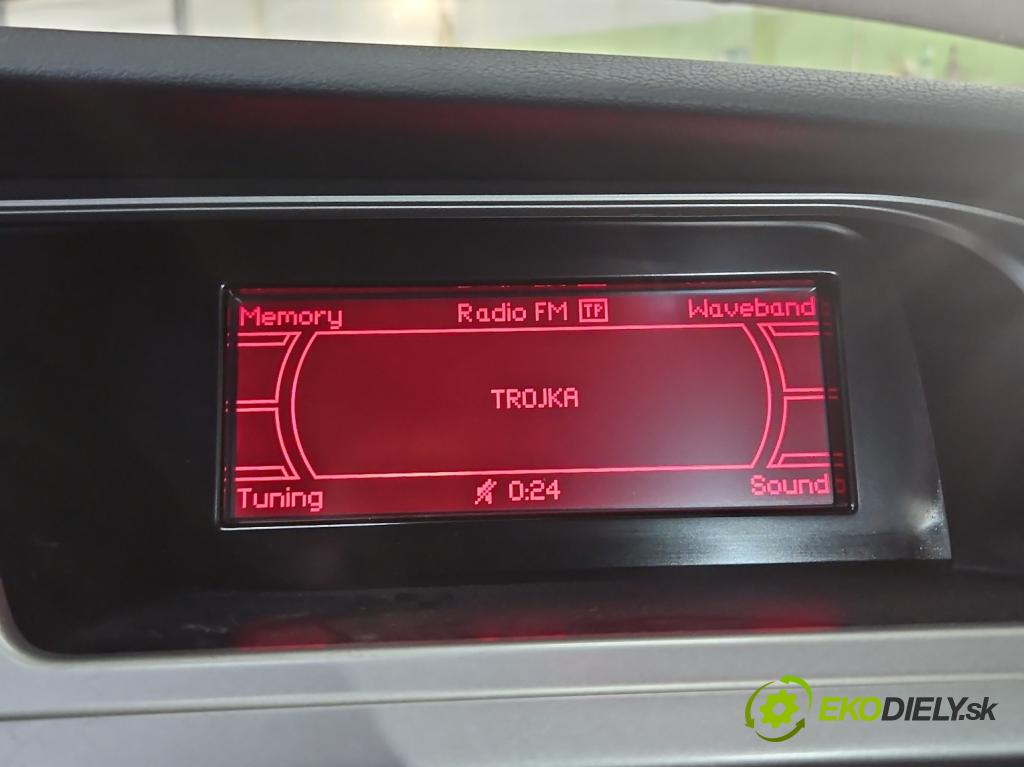 Memory Radio FM TP Waveband
TROJKA
Tuning 0:24 Sound
EKODIELY.sk